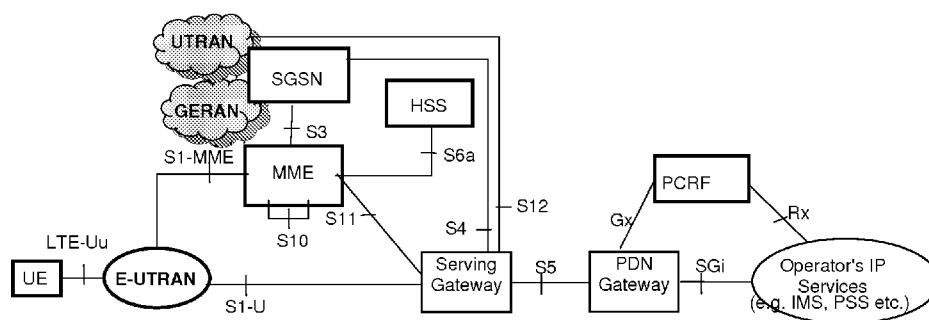 UTRAN
SGSN
GERAN
HSS
S3
S1-MME
S6a
MME
PCRF
S11
S12
Gx
Rx
S10
S4
LTE-Uu
UE
E-UTRAN
Serving
Gateway
S5
PDN
Gateway
SGi
Operator's IP
Services
(e.g. IMS, PSS etc.)
S1-U